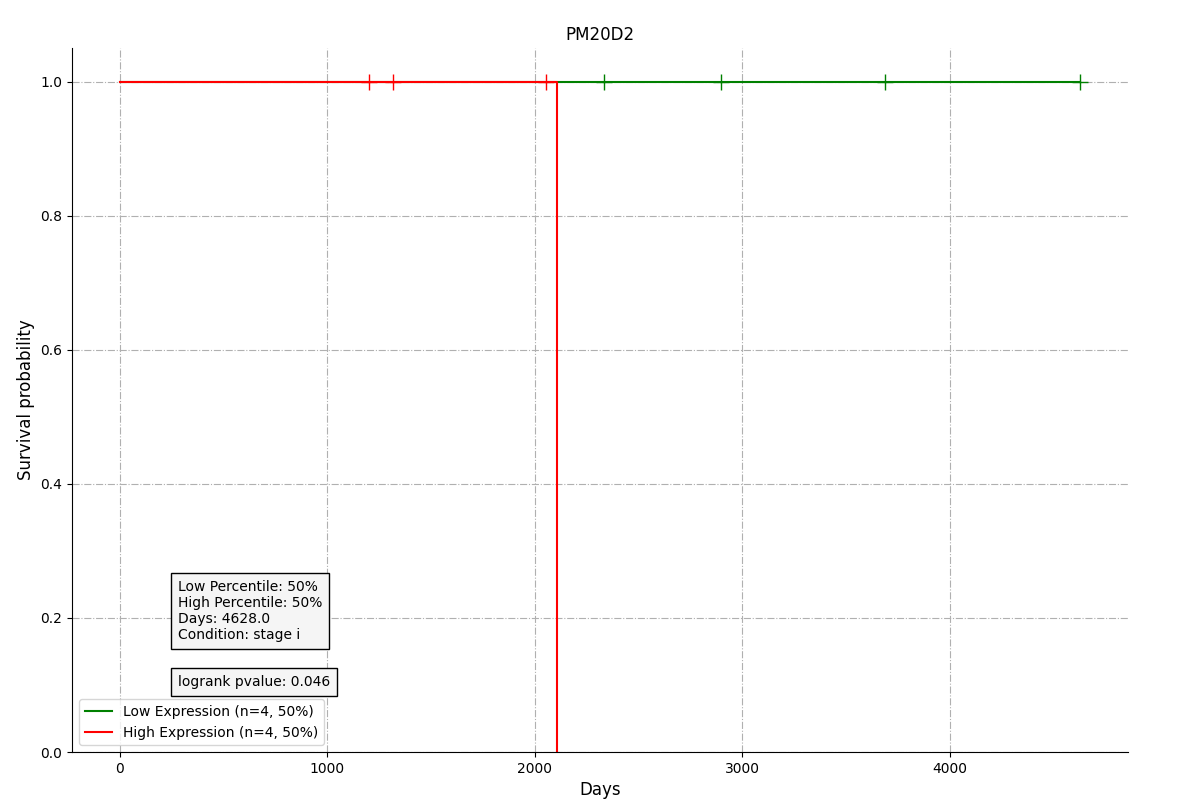 PM20D2
1.0
0.8
0.6
0.4
0.2
0.0
Survival probability
Low Percentile: 50%
High Percentile: 50%
Days: 4628.0
Condition: stage i
logrank pvalue: 0.046
Low Expression (n=4, 50%)
High Expression (n=4, 50%)
0 1000 2000 3000 4000
Days